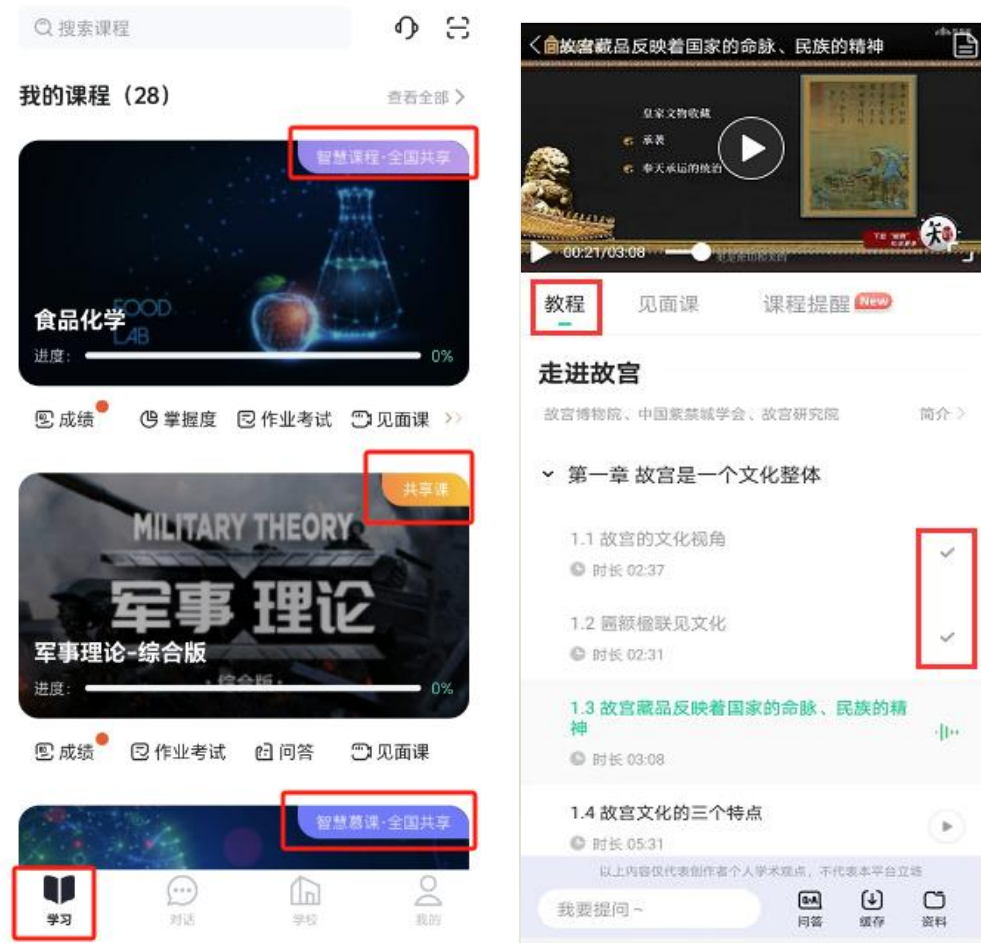 搜索课程
我的课程（28）
查看全部
智慧课程·全国共享
FOOD
LAB
食品化学
进度：
0%
成绩
掌握度
作业考试
见面课
共享课
MILITARY THEORY
军事 理论
军事理论-综合版
·综合版·
进度：
0%
成绩
作业考试
问答
见面课
智慧慕课·全国共享
学习
对话
学校
我的
故宫藏品反映着国家的命脉、民族的精神
皇家文物收藏
承袭
奉天承运的统治
00:21/03:08
教程
见面课
课程提醒
New
走进故宫
故宫博物院、中国紫禁城学会、故宫研究院
简介
第一章 故宫是一个文化整体
1.1 故宫的文化视角
时长 02:37
1.2 匾额楹联见文化
时长 02:31
1.3 故宫藏品反映着国家的命脉、民族的精
神
时长 03:08
1.4 故宫文化的三个特点
时长 05:31
以上内容仅代表创作者个人学术观点，不代表本平台立场
我要提问~
Q&A
问答
缓存
资料